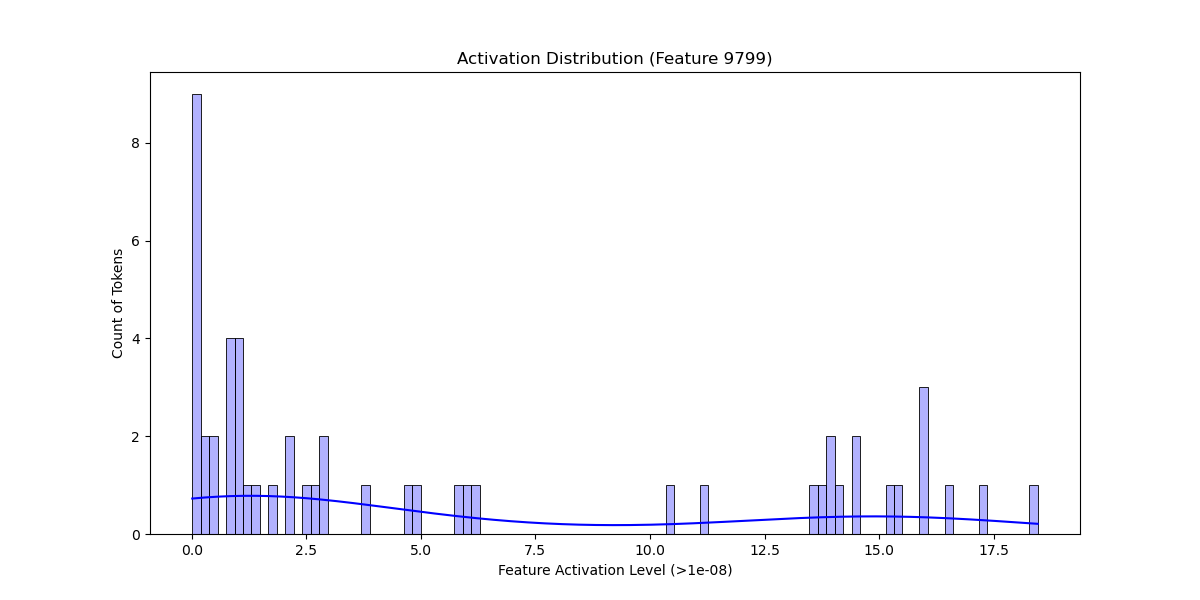 Activation Distribution (Feature 9799)
Count of Tokens
8
6
4
2
0
0.0 2.5 5.0 7.5 10.0 12.5 15.0 17.5
Feature Activation Level (>1e-08)